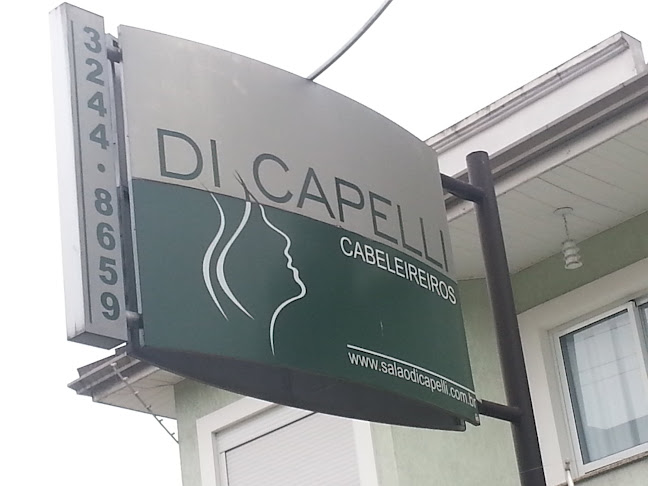 3244·8659
DI CAPELLI
CABELEIREIROS
www.salaodicapelli.com.br